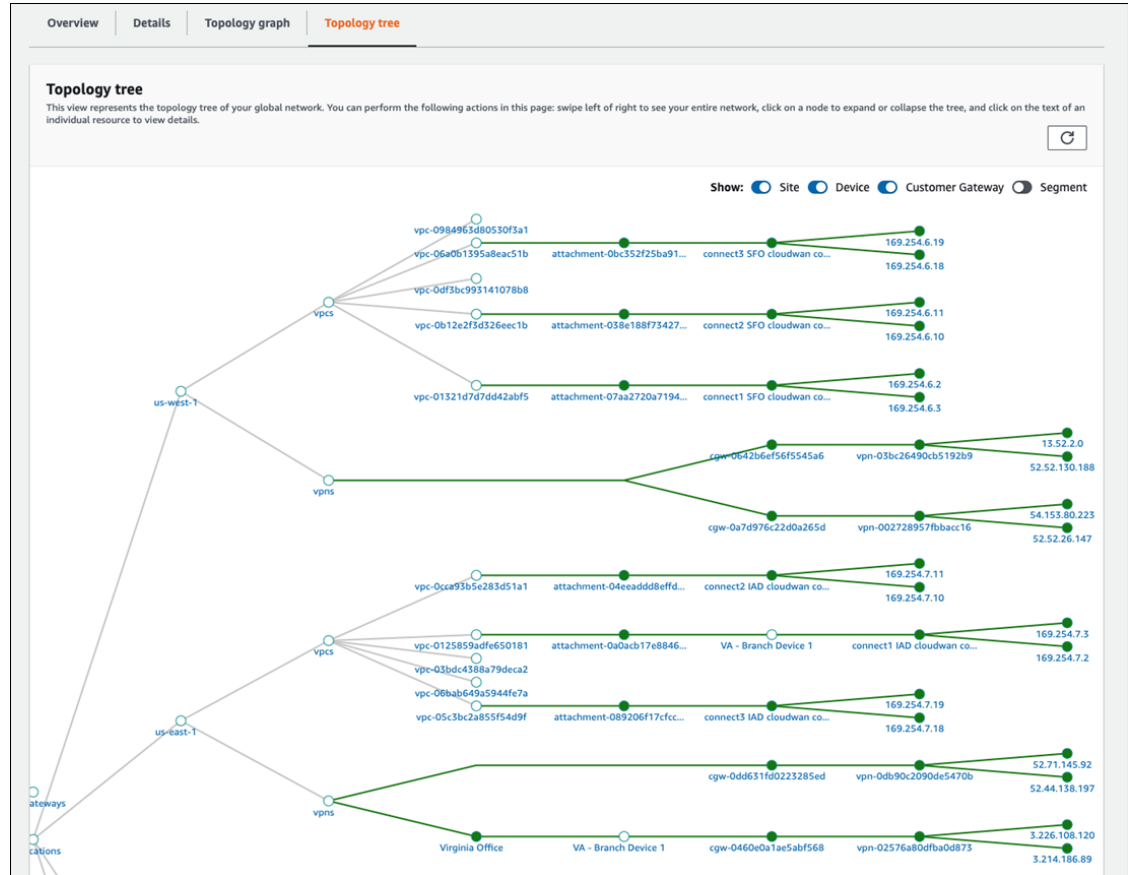 Overview
Details
Topology graph
Topology tree
Topology tree
This view represents the topology tree of your global network. You can perform the following actions in this page: swipe left of right to see your entire network, click on a node to expand or collapse the tree, and click on the text of an
individual resource to view details.
Show: Site Device Customer Gateway Segment
vpc-0984963d80530f3a1
169.254.6.19
vpc-06a0b1395a8eac51b attachment-0bc352f25ba91... connect3 SFO cloudwan co...
169.254.6.18
vpc-0df3bc993141078b8
vpcs
169.254.6.11
vpc-0b12e2f3d326eec1b attachment-038e188f73427... connect2 SFO cloudwan co...
169.254.6.10
169.254.6.2
vpc-01321d7d7dd42abf5 attachment-07aa2720a7194... connect1 SFO cloudwan co...
us-west-1
169.254.6.3
13.52.2.0
cgw-0642b6ef56f5545a6 vpn-03bc26490cb5192b9
52.52.130.188
vpns
54.153.80.223
cgw-0a7d976c22d0a265d vpn-002728957fbbacc16
52.52.26.147
169.254.7.11
vpc-0cca93b5e283d51a1 attachment-04eeaddd8effd... connect2 IAD cloudwan co...
169.254.7.10
169.254.7.3
vpcs
vpc-0125859adfe650181 attachment-0a0acb17e8846... VA - Branch Device 1 connect1 IAD cloudwan co...
169.254.7.2
vpc-03bdc4388a79deca2
vpc-06bab649a5944fe7a
169.254.7.19
vpc-05c3bc2a855f54d9f attachment-089206f17cfcc... connect3 IAD cloudwan co...
169.254.7.18
us-east-1
52.71.145.92
cgw-0dd631fd0223285ed vpn-0db90c2090de5470b
52.44.138.197
ateways
vpns
3.226.108.120
cations
Virginia Office VA - Branch Device 1 cgw-0460e0a1ae5abf568 vpn-02576a80dfba0d873
3.214.186.89